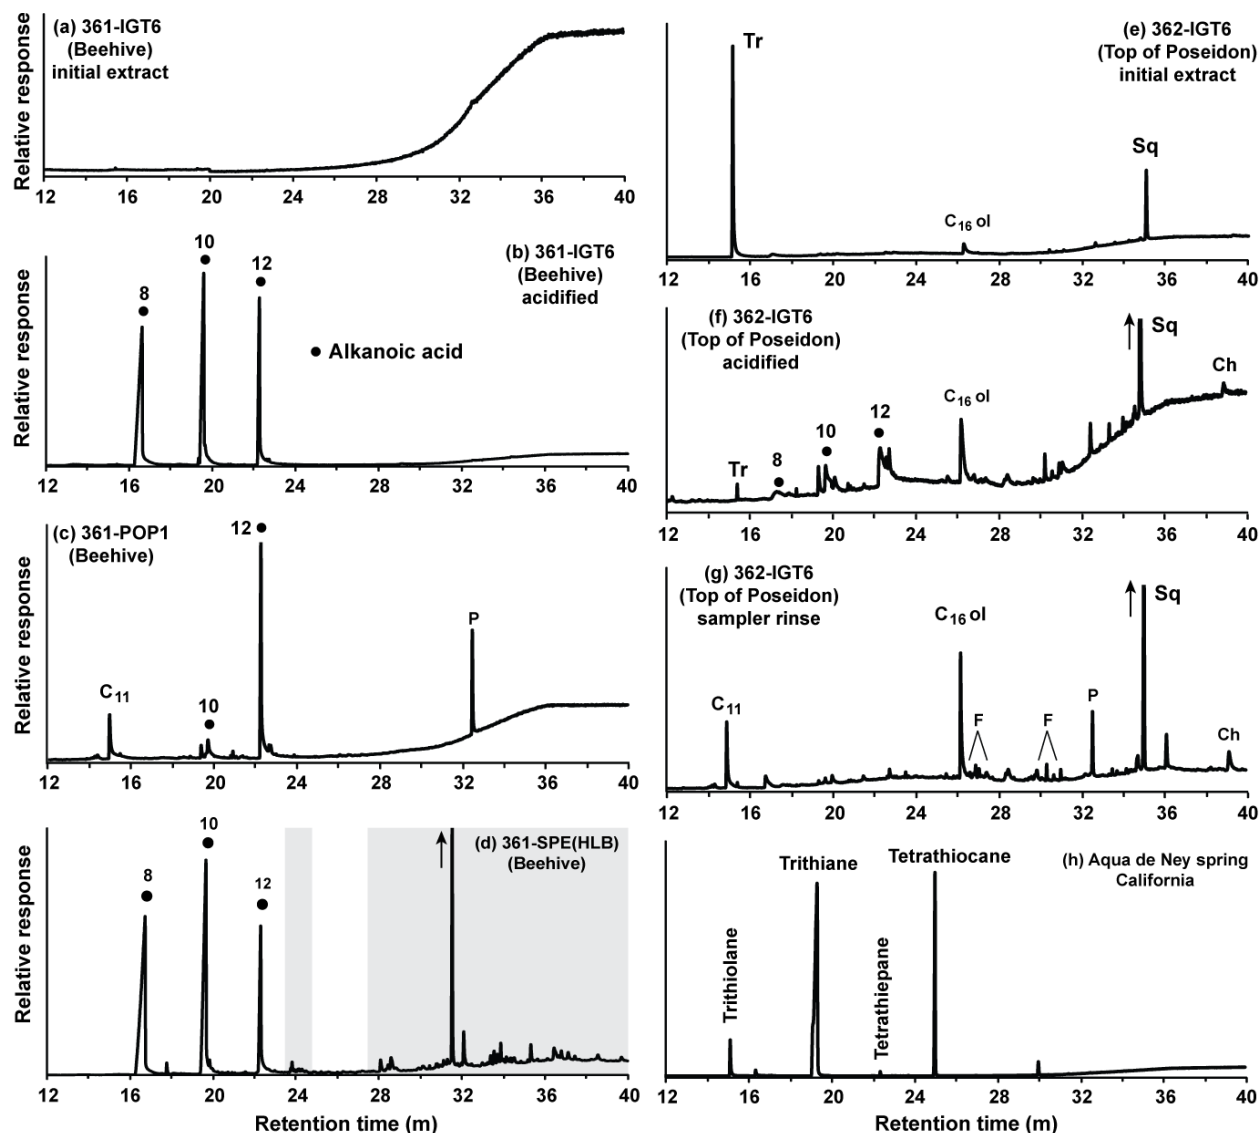 (a) 361-IGT6
(Beehive)
initial extract
Relative response
12 16 20 24 28 32 36 40
(b) 361-IGT6
(Beehive)
acidified
8
10
12
● Alkanoic acid
Relative response
12 16 20 24 28 32 36 40
(c) 361-POP1
(Beehive)
C11
10
12
P
Relative response
12 16 20 24 28 32 36 40
(d) 361-SPE(HLB)
(Beehive)
8
10
12
Relative response
12 16 20 24 28 32 36 40
Retention time (m)
(e) 362-IGT6
(Top of Poseidon)
initial extract
Tr
C16 ol
Sq
12 16 20 24 28 32 36 40
(f) 362-IGT6
(Top of Poseidon)
acidified
Tr
8
10
12
C16 ol
Sq
Ch
12 16 20 24 28 32 36 40
(g) 362-IGT6
(Top of Poseidon)
sampler rinse
C11
C16 ol
F
F
P
Sq
Ch
12 16 20 24 28 32 36 40
(h) Aqua de Ney spring
California
Trithiolane
Trithiane
Tetrathiepane
Tetrathiocane
12 16 20 24 28 32 36 40
Retention time (m)